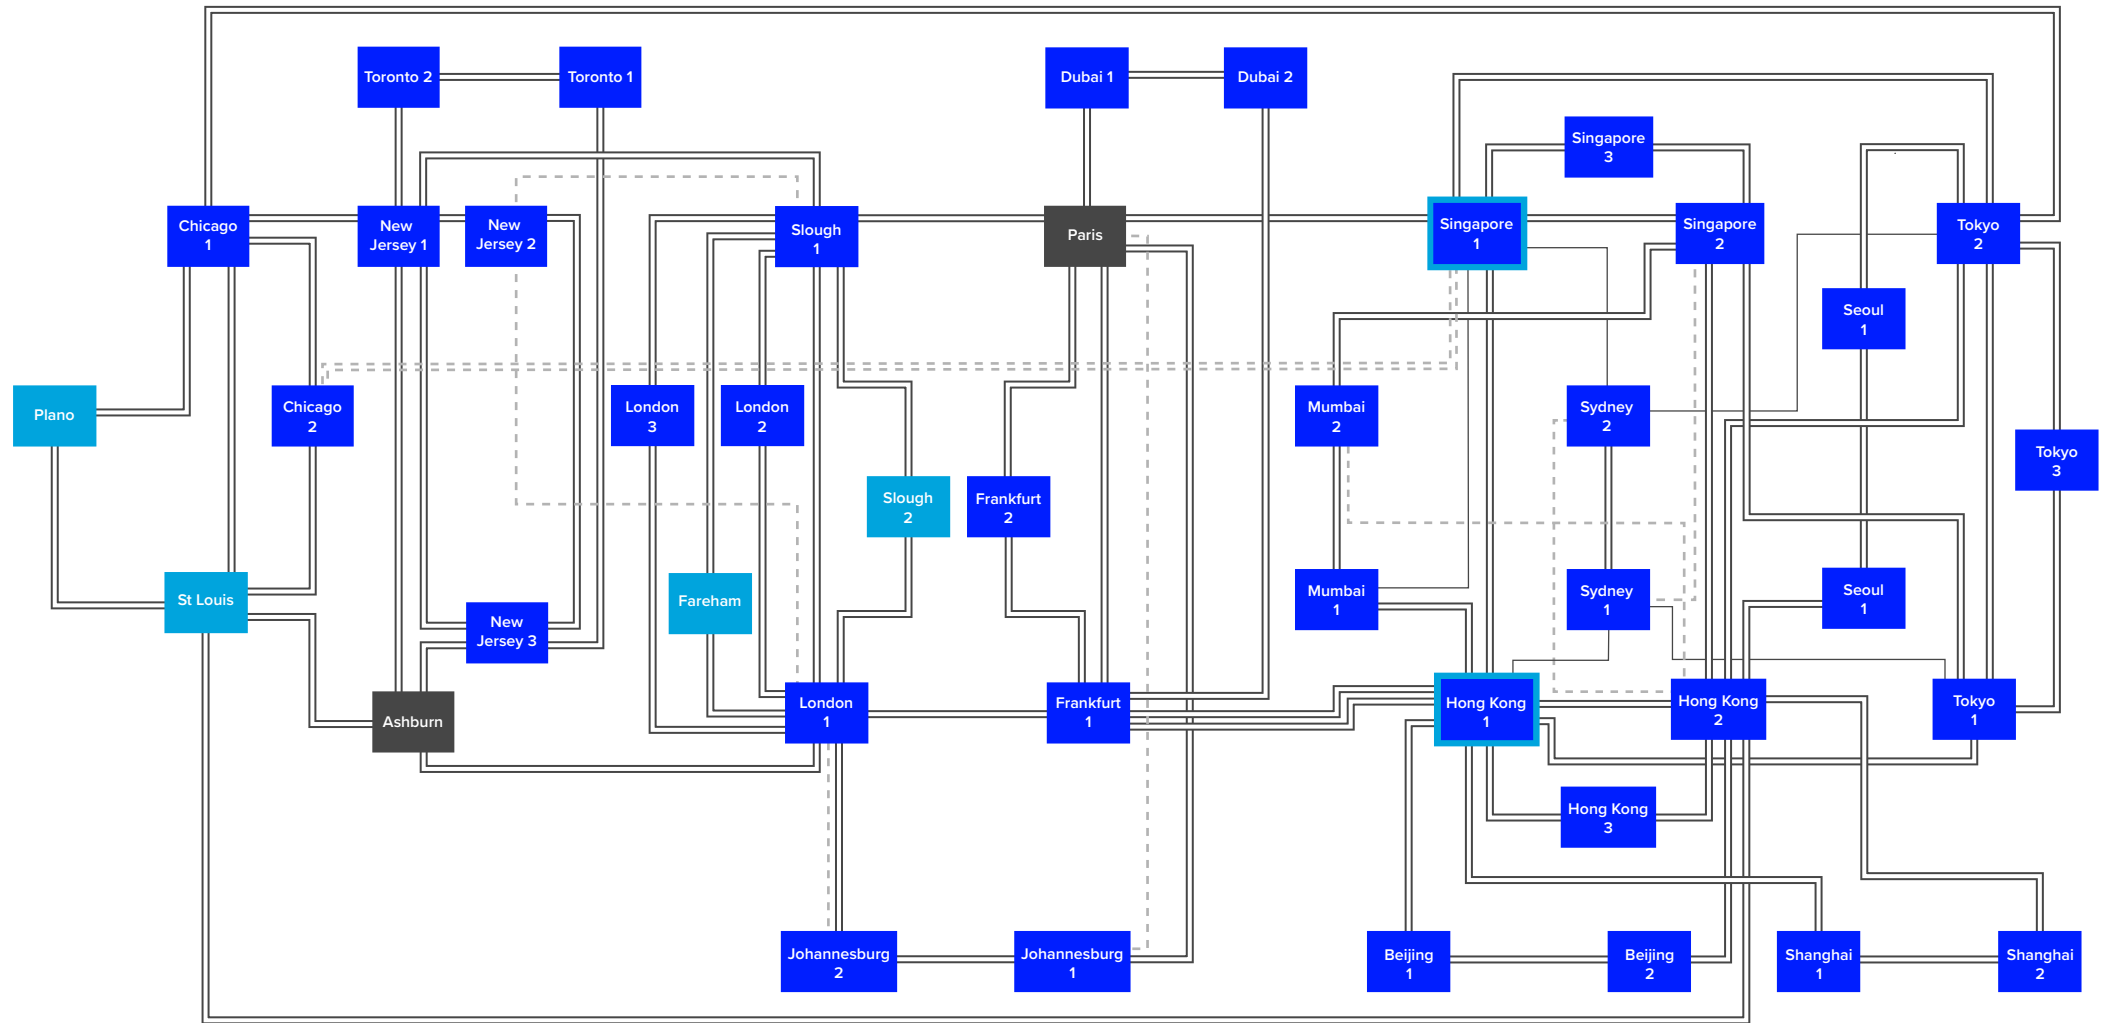 Toronto 2
Toronto 1
Dubai 1
Dubai 2
Singapore
3
Chicago
1
New
Jersey 1
New
Jersey 2
Slough
1
Paris
Singapore
1
Singapore
2
Tokyo
2
Seoul
1
Plano
Chicago
2
London
3
London
2
Mumbai
2
Sydney
2
Tokyo
3
Slough
2
Frankfurt
2
St Louis
Fareham
Mumbai
1
Sydney
1
Seoul
1
New
Jersey 3
Ashburn
London
1
Frankfurt
1
Hong Kong
1
Hong Kong
2
Tokyo
1
Hong Kong
3
Johannesburg
2
Johannesburg
1
Beijing
1
Beijing
2
Shanghai
1
Shanghai
2